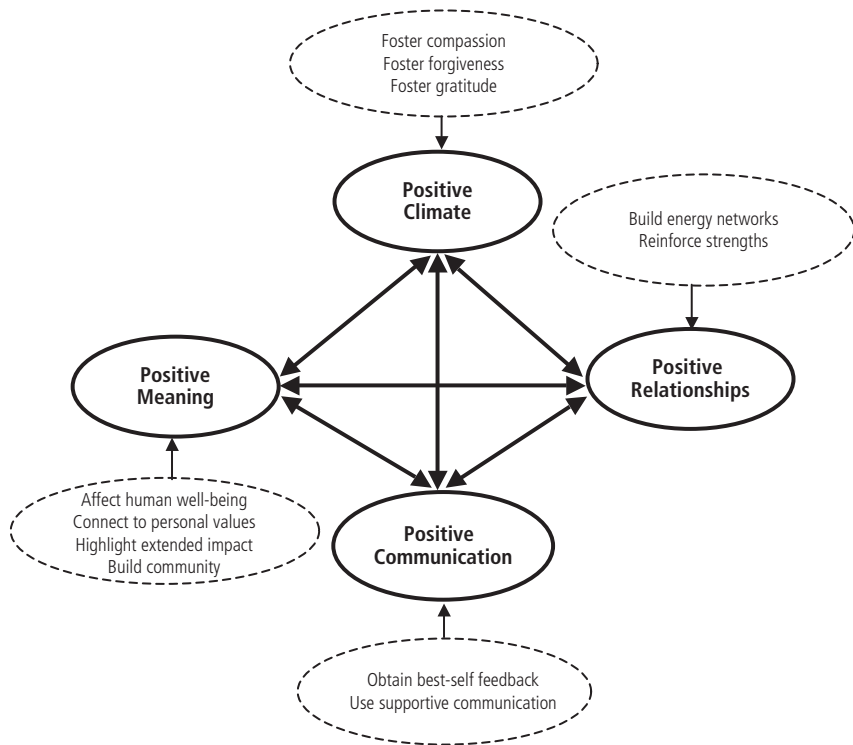 Foster compassion
Foster forgiveness
Foster gratitude
Positive
Climate
Build energy networks
Reinforce strengths
Positive
Relationships
Positive
Meaning
Affect human well-being
Connect to personal values
Highlight extended impact
Build community
Positive
Communication
Obtain best-self feedback
Use supportive communication